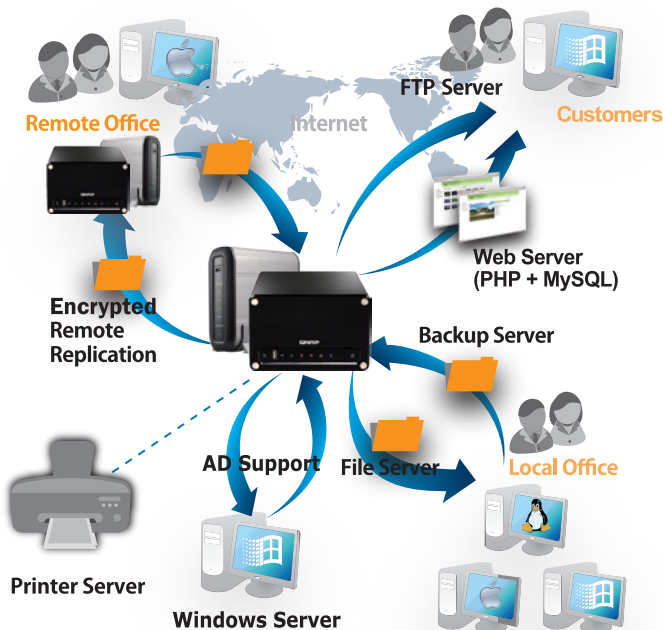 FTP Server
Customers
Remote Office
Internet
Web Server
(PHP + MySQL)
Encrypted
Remote
Replication
QNAP
Backup Server
AD Support
File Server
Local Office
Printer Server
Windows Server